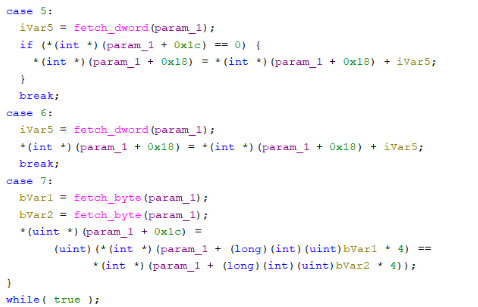 case 5:
iVar5 = fetch_dword(param_1);
if (*(int *)(param_1 + 0x1c) == 0) {
*(int *)(param_1 + 0x18) = *(int *)(param_1 + 0x18) + iVar5;
}
break;
case 6:
iVar5 = fetch_dword(param_1);
*(int *)(param_1 + 0x18) = *(int *)(param_1 + 0x18) + iVar5;
break;
case 7:
bVar1 = fetch_byte(param_1);
bVar2 = fetch_byte(param_1);
*(uint *)(param_1 + 0x1c) =
(uint)(*(int *)(param_1 + (long)(int)(uint)bVar1 * 4) ==
*(int *)(param_1 + (long)(int)(uint)bVar2 * 4));
}
while( true );